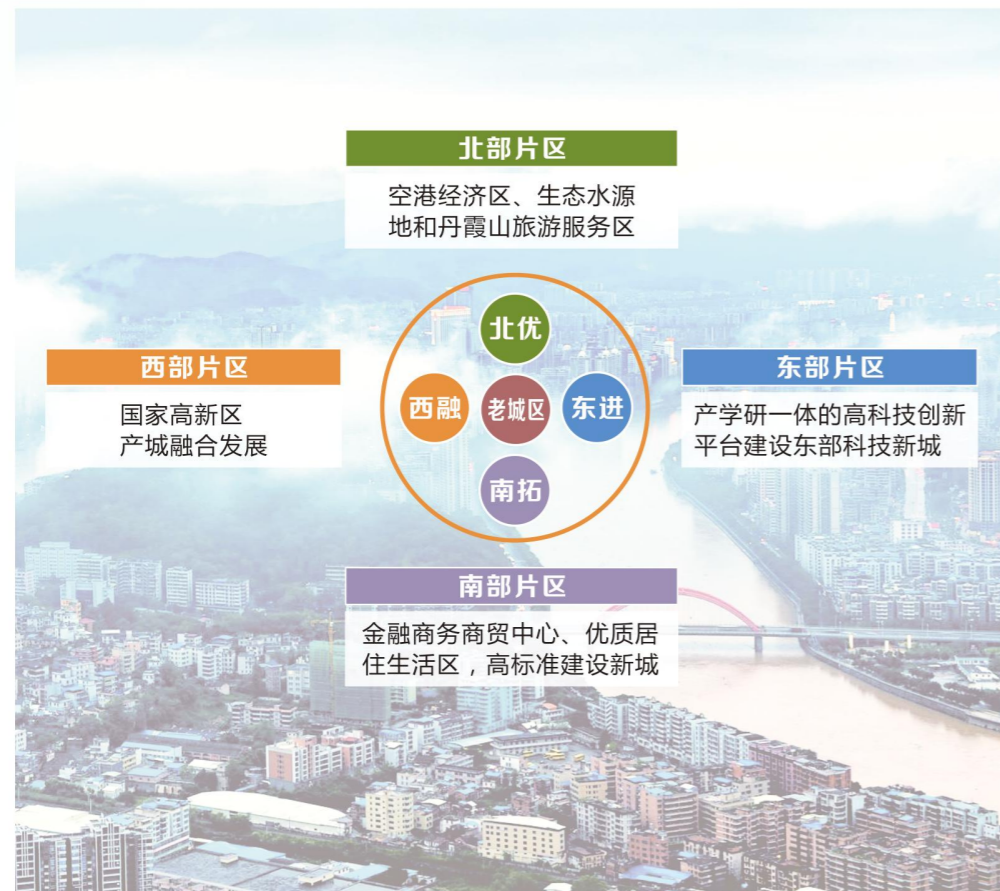 北部片区
空港经济区、生态水源
地和丹霞山旅游服务区
北优
西部片区
国家高新区
产城融合发展
西融
老城区
东进
东部片区
产学研一体的高科技创新
平台建设东部科技新城
南拓
南部片区
金融商务商贸中心、优质居
住生活区，高标准建设新城